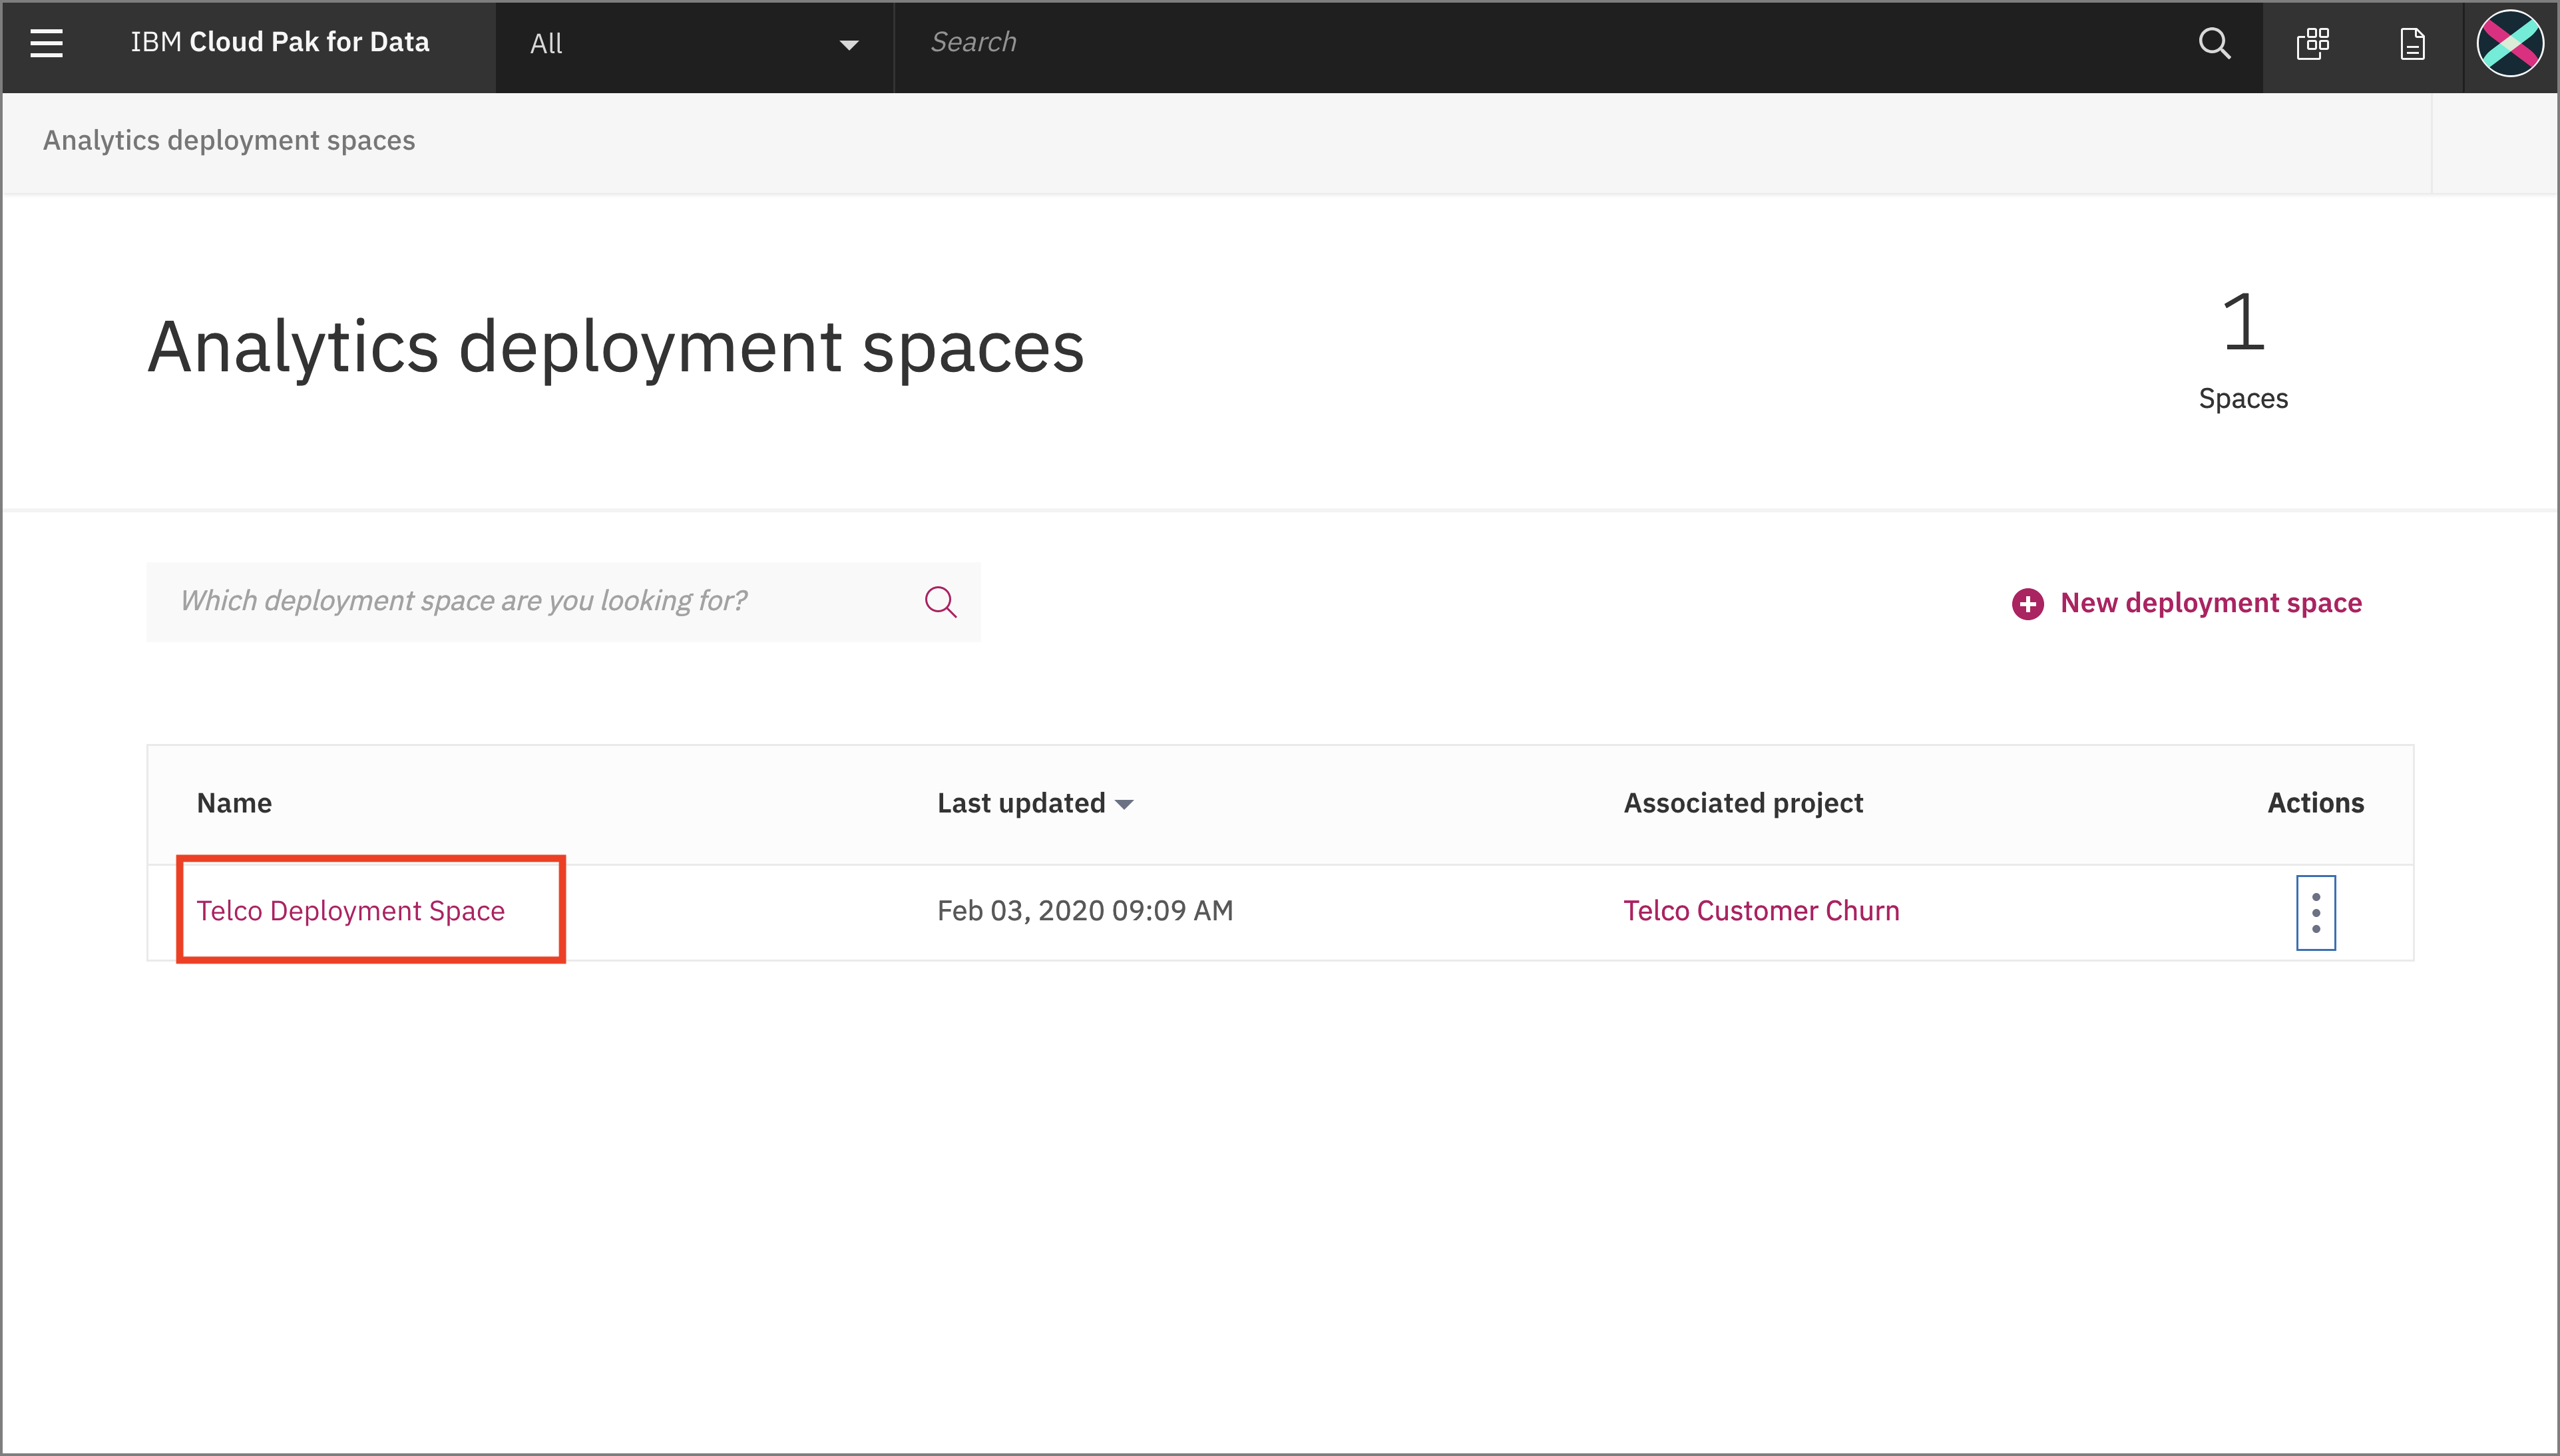 IBM Cloud Pak for Data
All
Search
Analytics deployment spaces
Analytics deployment spaces
1
Spaces
Which deployment space are you looking for?
New deployment space
Name
Last updated
Associated project
Actions
Telco Deployment Space
Feb 03, 2020 09:09 AM
Telco Customer Churn